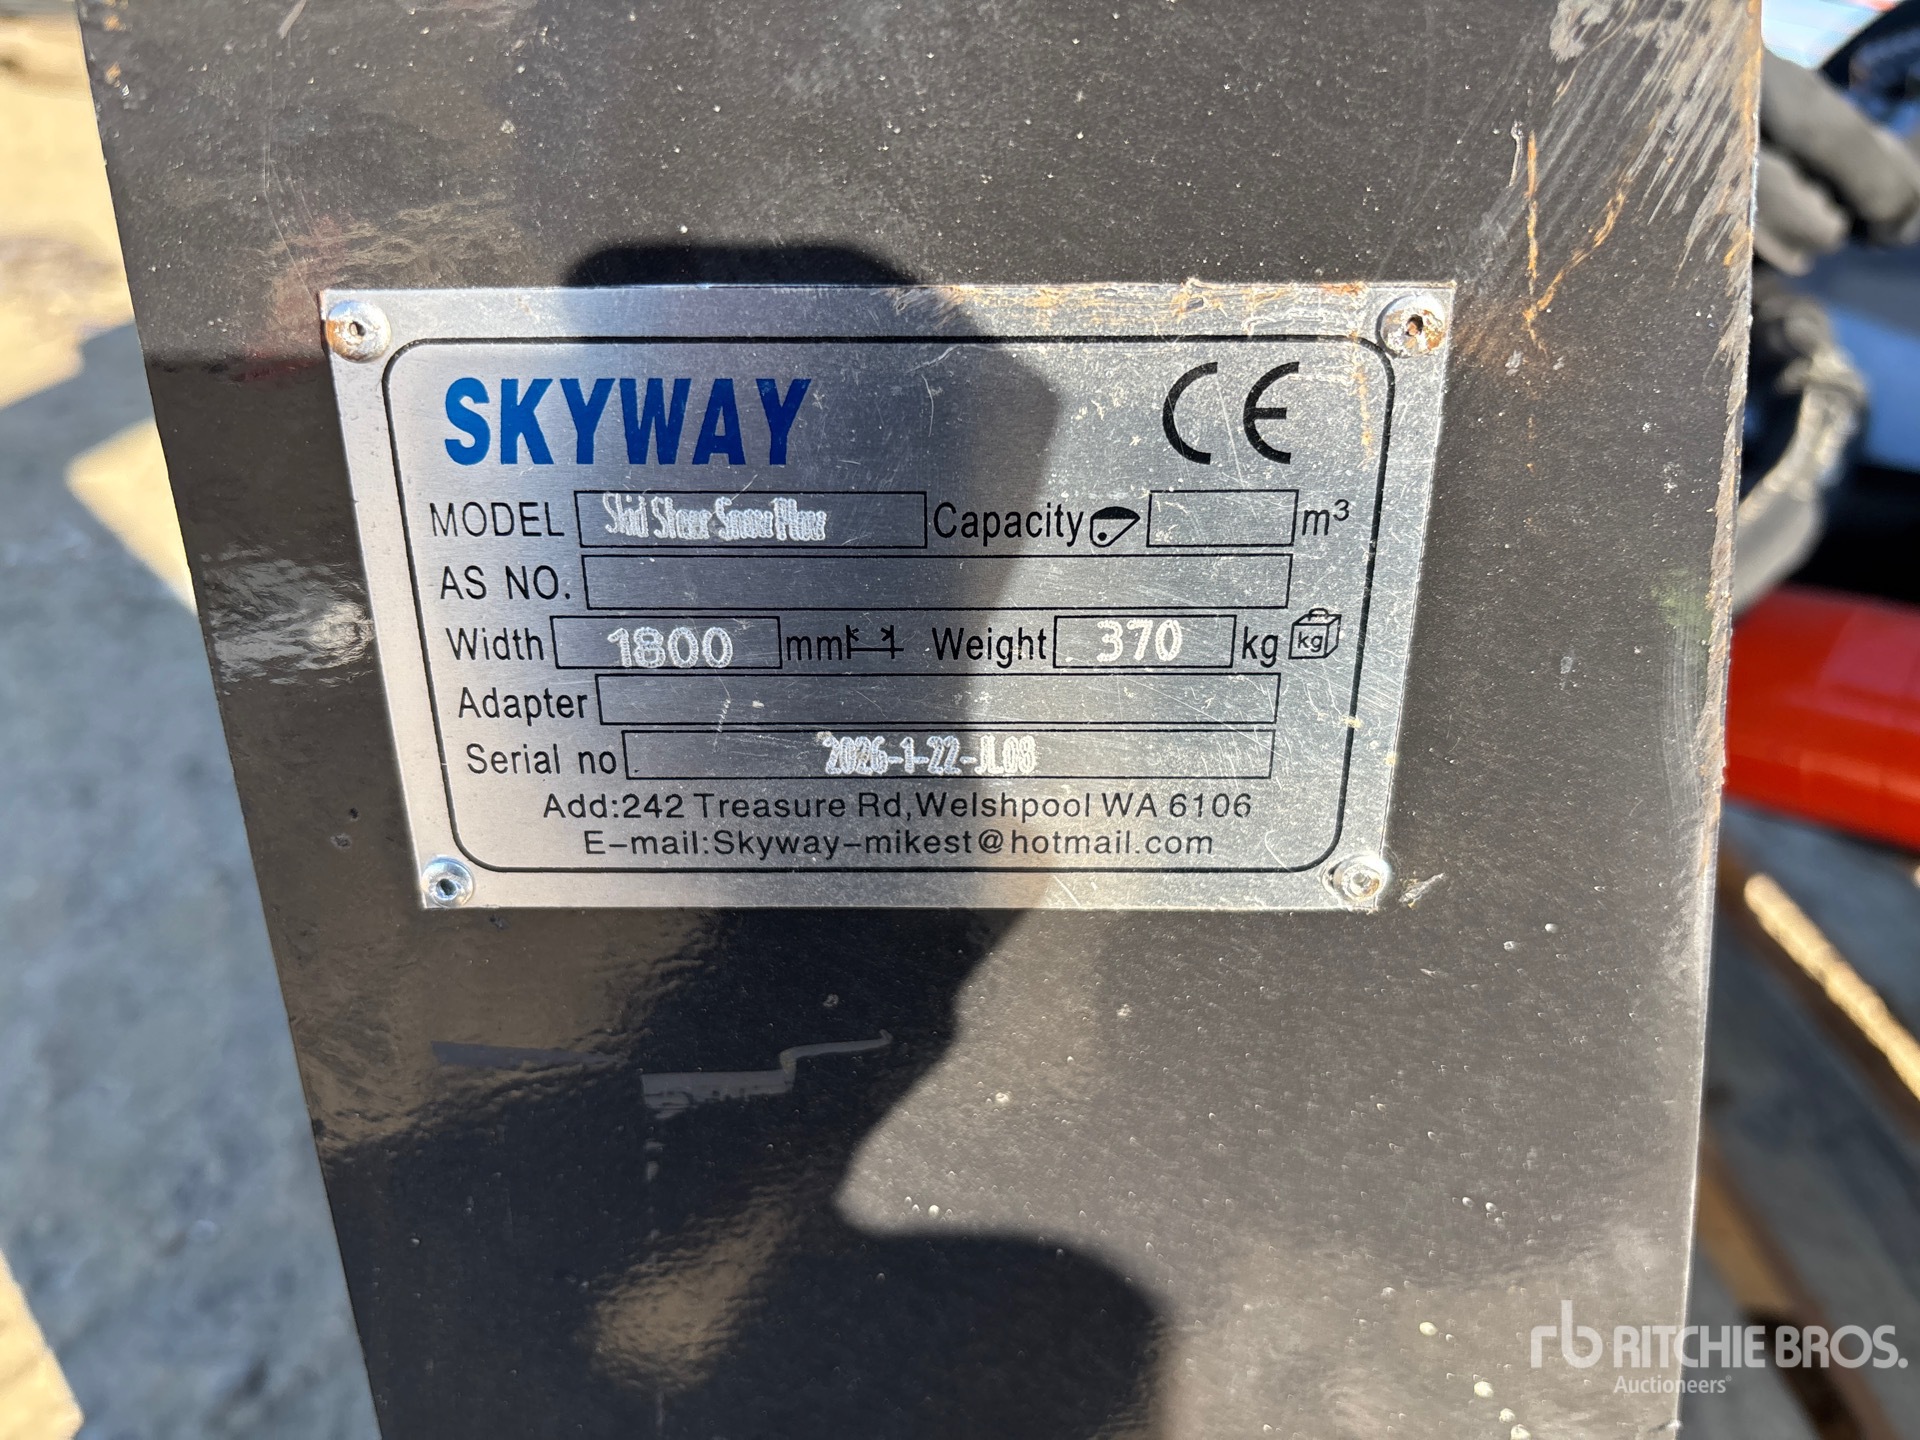 SKYWAY CE
MODEL Skid Steer Snow Plow Capacity m³
AS NO.
Width 1800 mm Weight 370 kg kg
Adapter
Serial no 2026-1-22-JL08
Add:242 Treasure Rd,Welshpool WA 6106
E-mail:Skyway-mikest@hotmail.com
rb RITCHIE BROS.
Auctioneers